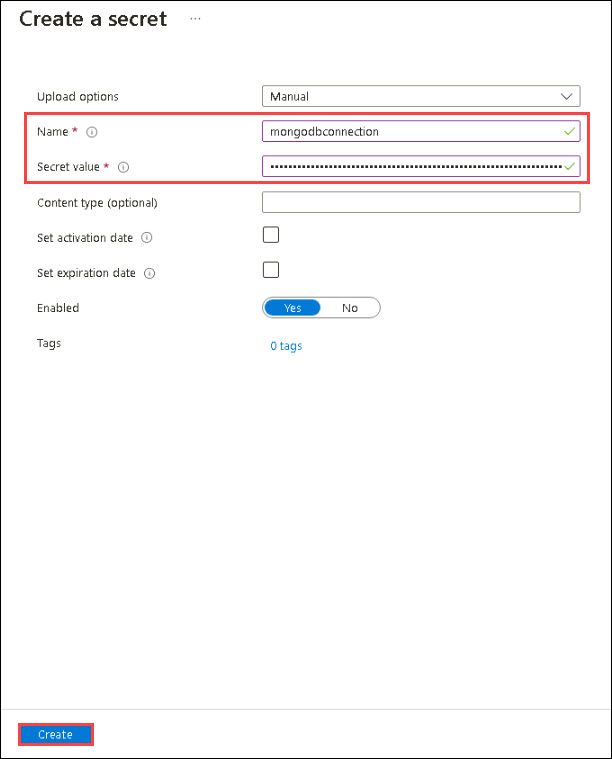 Create a secret ...
Upload options Manual
Name * mongodbconnection
Secret value *
Content type (optional)
Set activation date
Set expiration date
Enabled Yes No
Tags 0 tags
Create